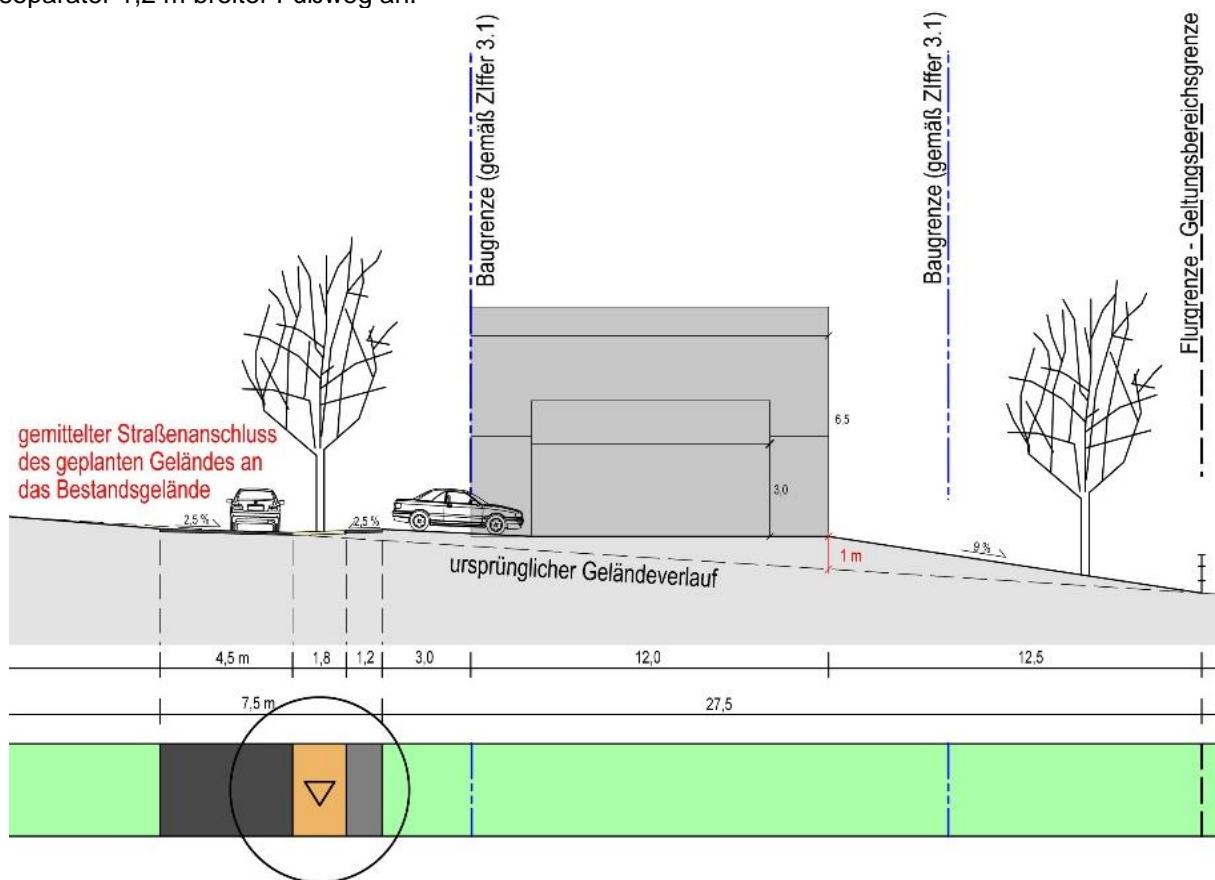 separater 1,2 m breiter Fußweg an.
Baugrenze (gemäß ZIffer 3.1)
Baugrenze (gemäß ZIffer 3.1)
Flurgrenze - Geltungsbereichsgrenze
gemittelter Straßenanschluss
des geplanten Geländes an
das Bestandsgelände
6,5
3,0
2,5 %
2,5 %
1 m
9 %
ursprünglicher Geländeverlauf
4,5 m
1,8
1,2
3,0
12,0
12,5
7,5 m
27,5